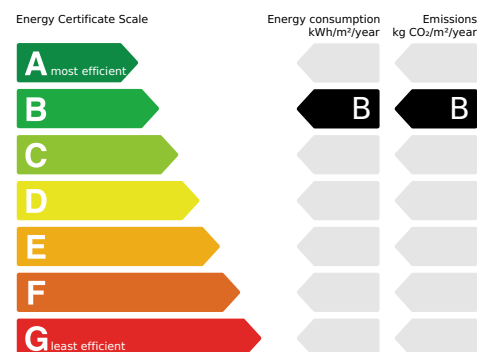 Energy Certificate Scale
Energy consumption
kWh/m²/year
Emissions
kg CO₂/m²/year
A most efficient
B
B
B
C
D
E
F
G least efficient